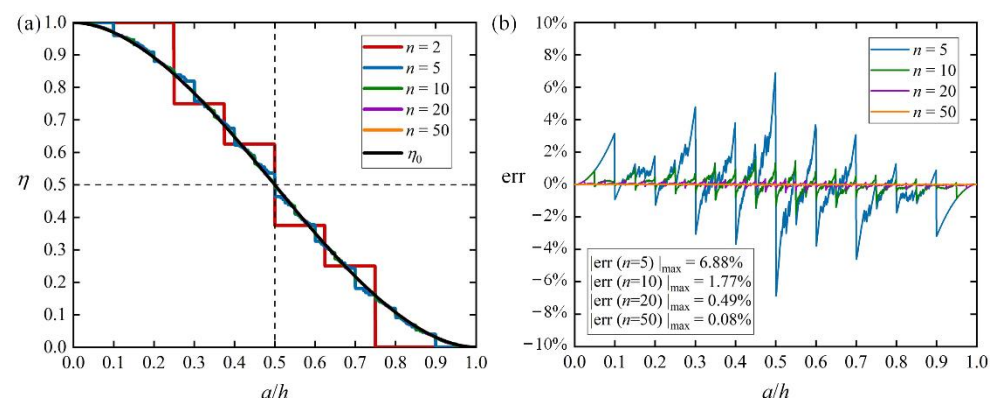 (a)
1.0
0.9
0.8
0.7
0.6
0.5
0.4
0.3
0.2
0.1
0.0
η
n = 2
n = 5
n = 10
n = 20
n = 50
η₀
0.0 0.1 0.2 0.3 0.4 0.5 0.6 0.7 0.8 0.9 1.0
a/h
(b)
10%
8%
6%
4%
2%
0%
−2%
−4%
−6%
−8%
−10%
err
n = 5
n = 10
n = 20
n = 50
|err (n=5) |max = 6.88%
|err (n=10) |max = 1.77%
|err (n=20) |max = 0.49%
|err (n=50) |max = 0.08%
0.0 0.1 0.2 0.3 0.4 0.5 0.6 0.7 0.8 0.9 1.0
a/h